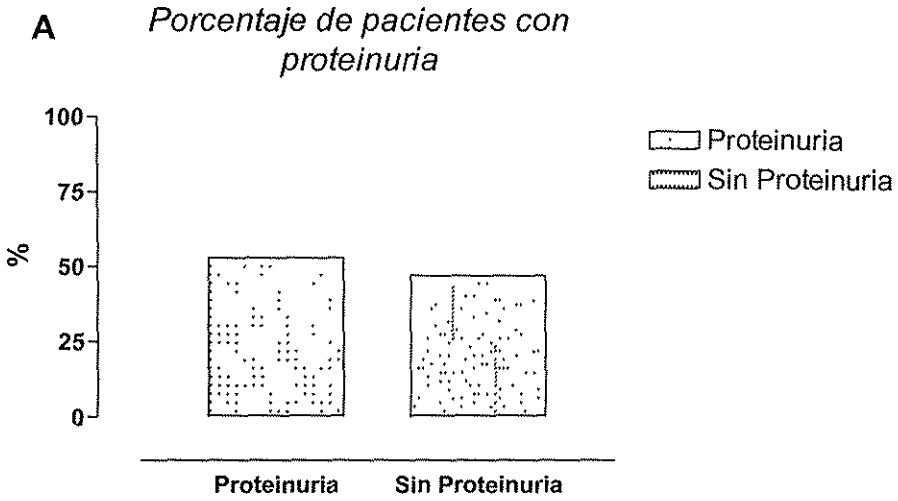 A
Porcentaje de pacientes con
proteinuria
100
75
50
25
0
%
Proteinuria
Sin Proteinuria
Proteinuria
Sin Proteinuria